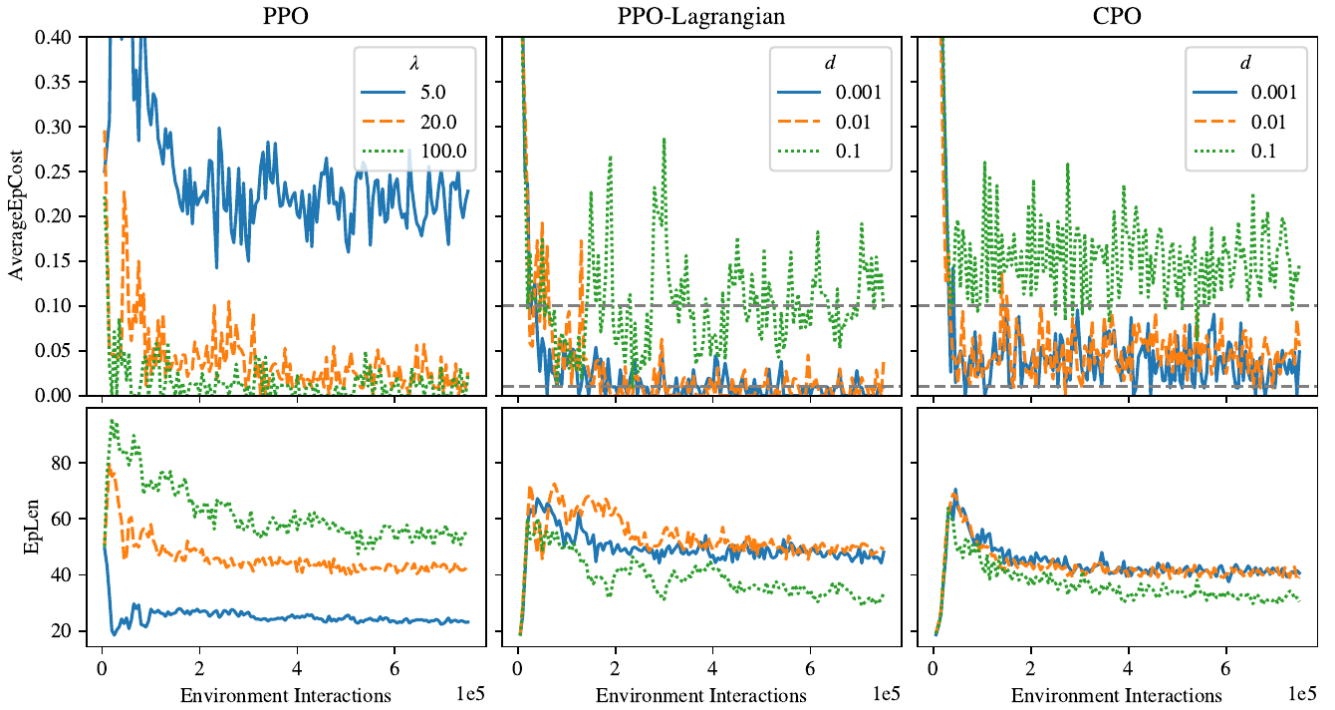 PPO
PPO-Lagrangian
CPO
AverageEpCost
0.40
0.35
0.30
0.25
0.20
0.15
0.10
0.05
0.00
λ
5.0
20.0
100.0
d
0.001
0.01
0.1
d
0.001
0.01
0.1
EpLen
80
60
40
20
0 2 4 6
1e5
Environment Interactions
0 2 4 6
1e5
Environment Interactions
0 2 4 6
1e5
Environment Interactions